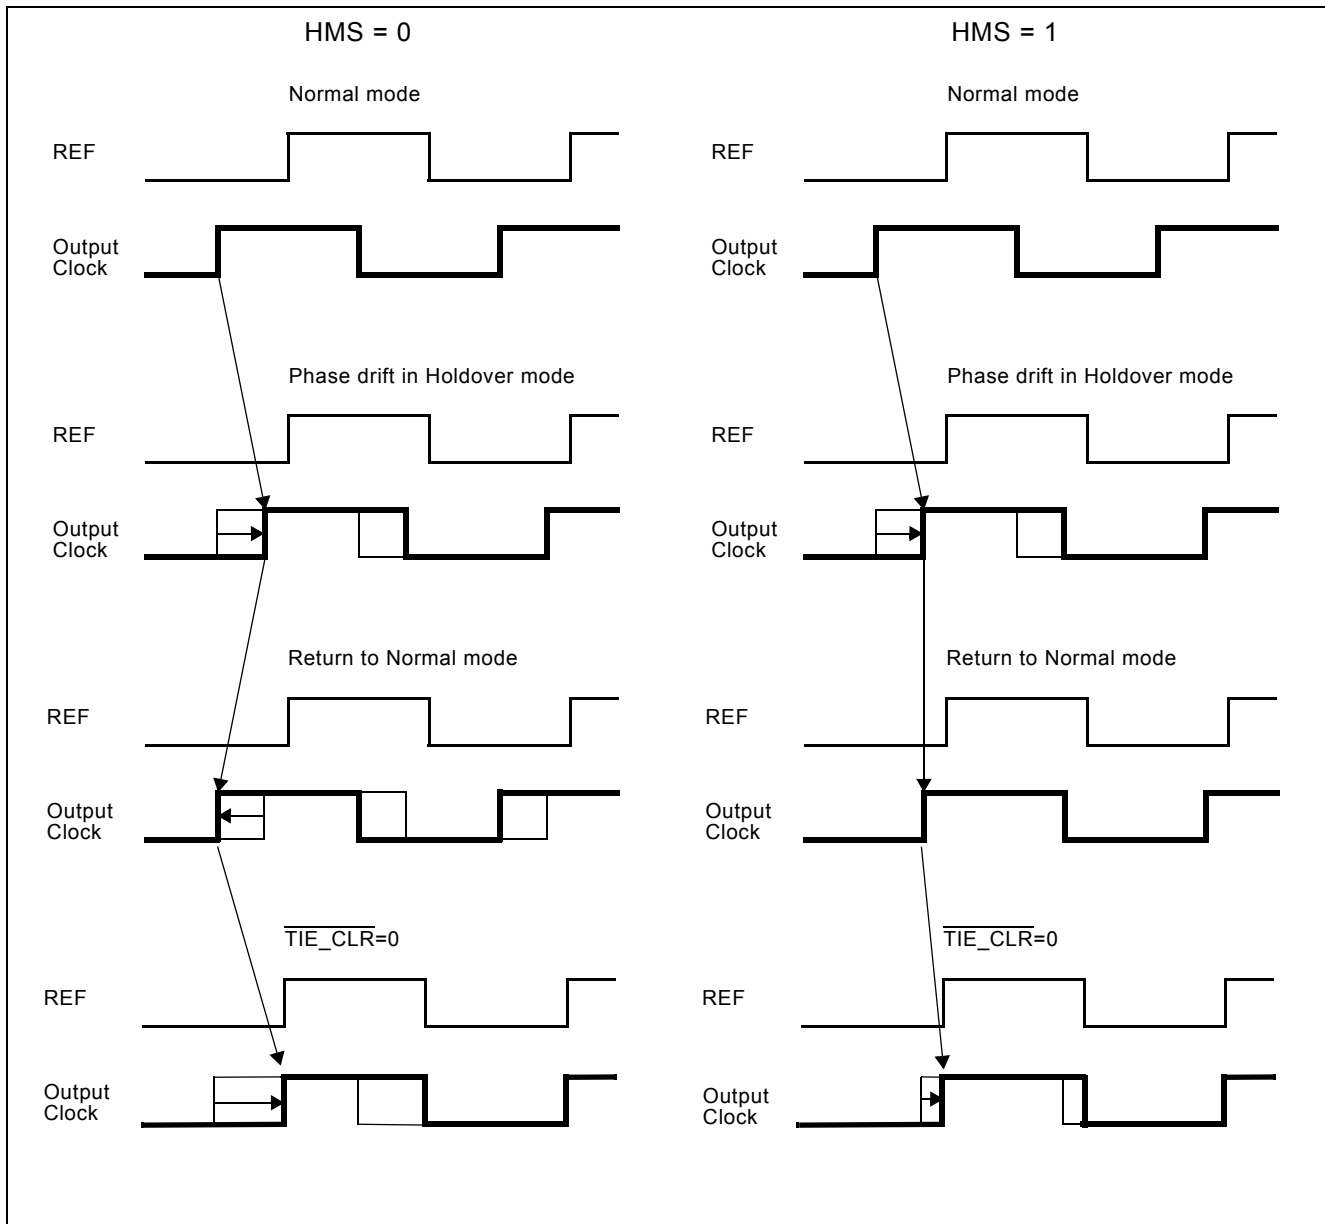 HMS = 0
Normal mode
REF
Output
Clock
Phase drift in Holdover mode
REF
Output
Clock
Return to Normal mode
REF
Output
Clock
TIE_CLR=0
REF
Output
Clock
HMS = 1
Normal mode
REF
Output
Clock
Phase drift in Holdover mode
REF
Output
Clock
Return to Normal mode
REF
Output
Clock
TIE_CLR=0
REF
Output
Clock